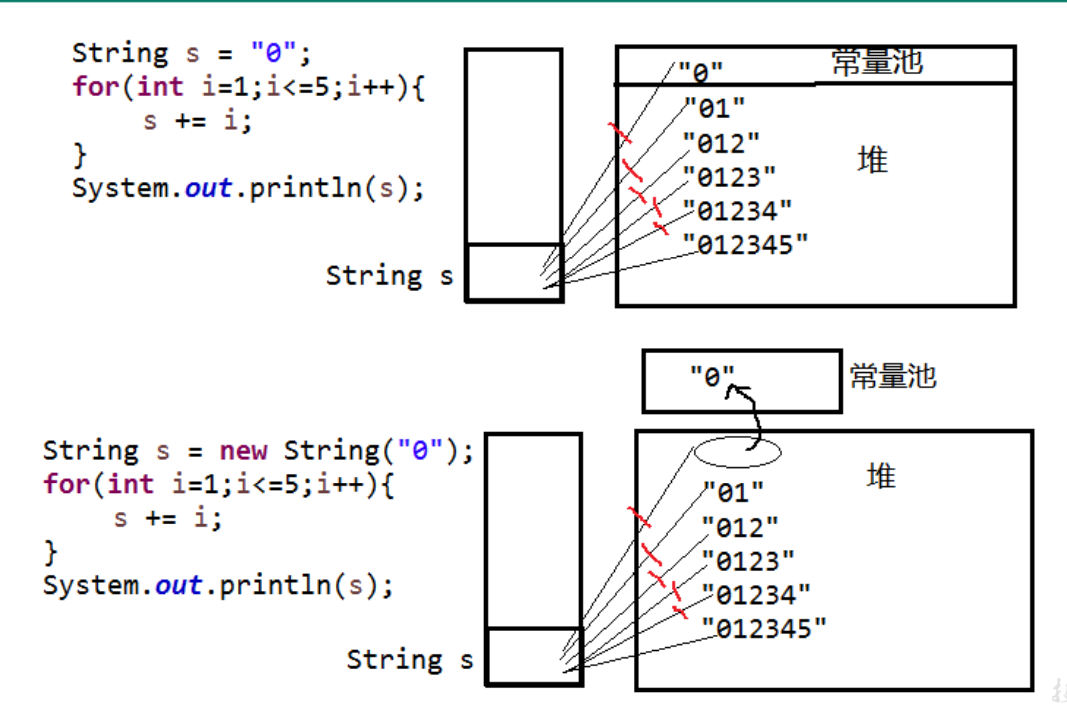 String s = "0";
for(int i=1;i<=5;i++){
s += i;
}
System.out.println(s);
String s
常量池
"0"
"01"
"012"
"0123"
"01234"
"012345"
堆
"0"
常量池
String s = new String("0");
for(int i=1;i<=5;i++){
s += i;
}
System.out.println(s);
String s
堆
"01"
"012"
"0123"
"01234"
"012345"